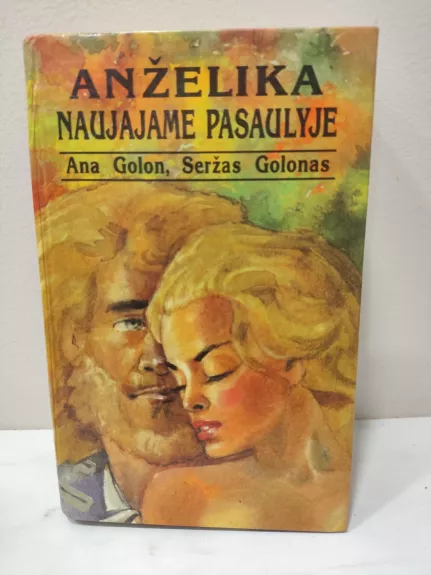 ANŽELIKA
NAUJAJAME PASAULYJE
Ana Golon, Seržas Golonas